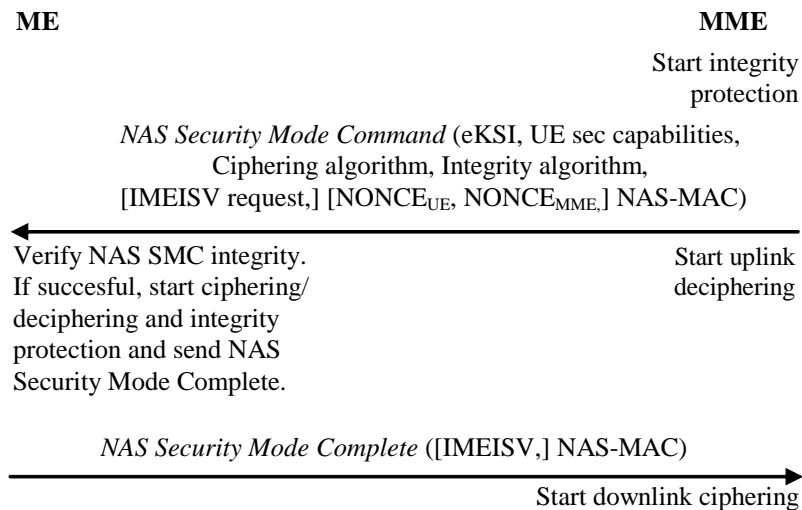 ME
MME
Start integrity
protection
NAS Security Mode Command (eKSI, UE sec capabilities,
Ciphering algorithm, Integrity algorithm,
[IMEISV request,] [NONCEUE, NONCEMME,] NAS-MAC)
Verify NAS SMC integrity.
If succesful, start ciphering/
deciphering and integrity
protection and send NAS
Security Mode Complete.
Start uplink
deciphering
NAS Security Mode Complete ([IMEISV,] NAS-MAC)
Start downlink ciphering